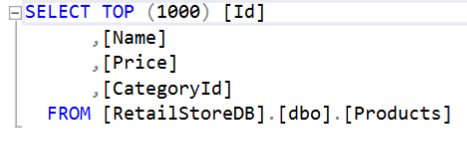 SELECT TOP (1000) [Id]
,[Name]
,[Price]
,[CategoryId]
FROM [RetailStoreDB].[dbo].[Products]